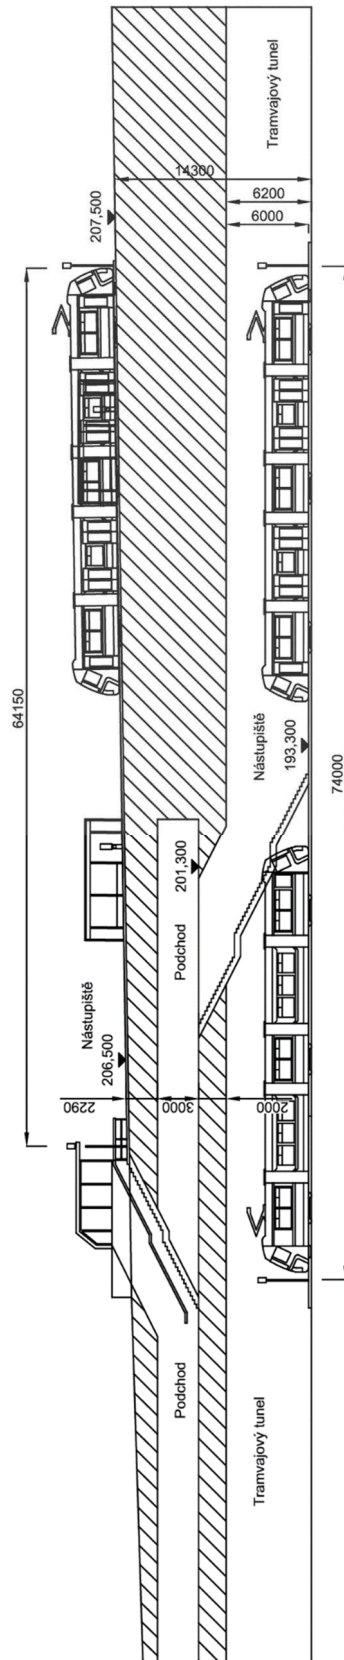 64150
207,500
14300
6200
6000
Tramvajový tunel
Nástupiště
206,500
2290
3000
2000
201,300
Podchod
Nástupiště
193,300
74000
Podchod
Tramvajový tunel